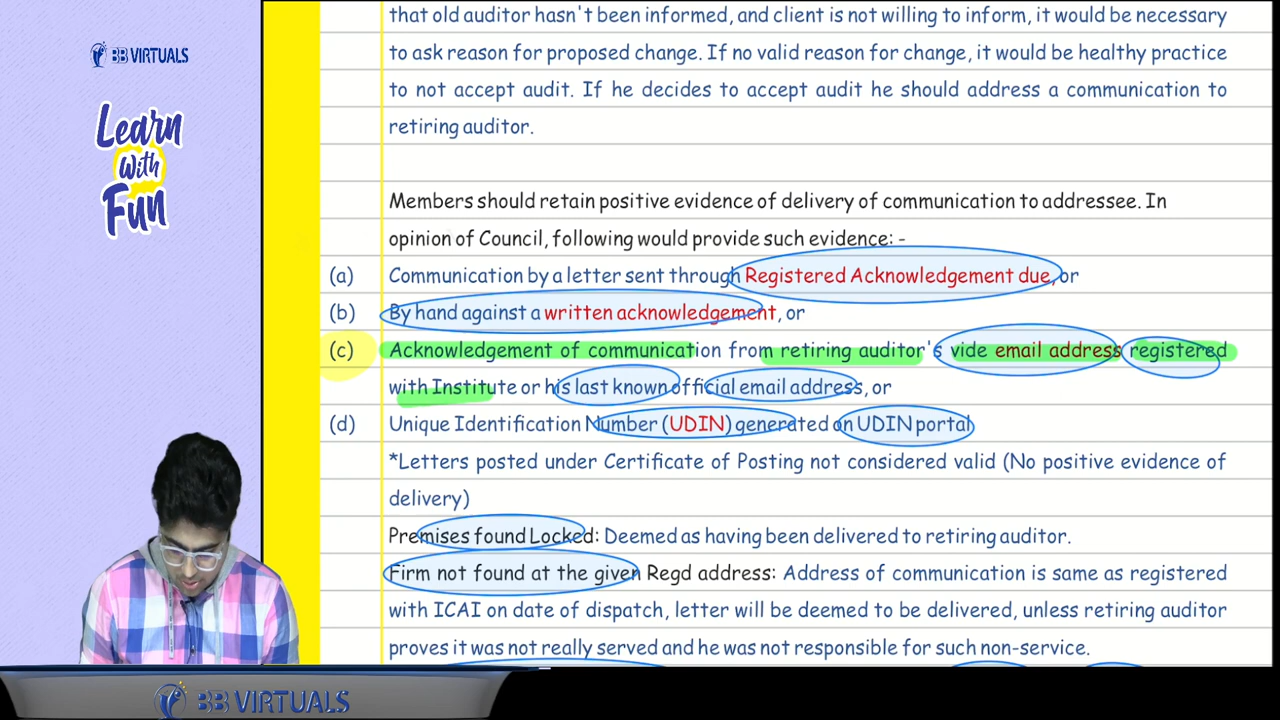 BB VIRTUALS
Learn
With
Fun
that old auditor hasn't been informed, and client is not willing to inform, it would be necessary
to ask reason for proposed change. If no valid reason for change, it would be healthy practice
to not accept audit. If he decides to accept audit he should address a communication to
retiring auditor.
Members should retain positive evidence of delivery of communication to addressee. In
opinion of Council, following would provide such evidence: -
(a) Communication by a letter sent through Registered Acknowledgement due, or
(b) By hand against a written acknowledgement, or
(c) Acknowledgement of communication from retiring auditor's vide email address registered
with Institute or his last known official email address, or
(d) Unique Identification Number (UDIN) generated on UDIN portal
*Letters posted under Certificate of Posting not considered valid (No positive evidence of
delivery)
Premises found Locked: Deemed as having been delivered to retiring auditor.
Firm not found at the given Regd address: Address of communication is same as registered
with ICAI on date of dispatch, letter will be deemed to be delivered, unless retiring auditor
proves it was not really served and he was not responsible for such non-service.
BB VIRTUALS